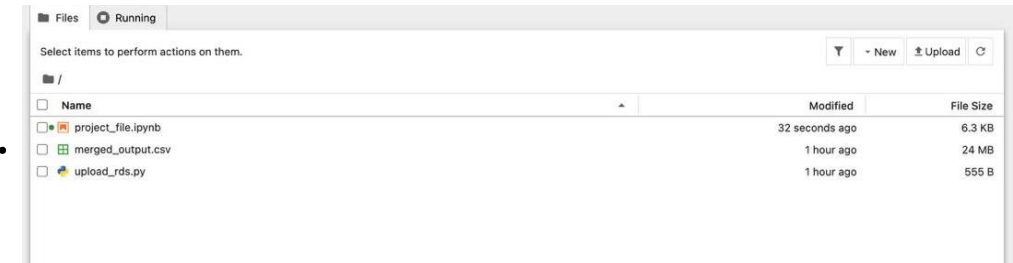 Files Running
Select items to perform actions on them.
New Upload
/
Name Modified File Size
project_file.ipynb 32 seconds ago 6.3 KB
merged_output.csv 1 hour ago 24 MB
upload_rds.py 1 hour ago 555 B